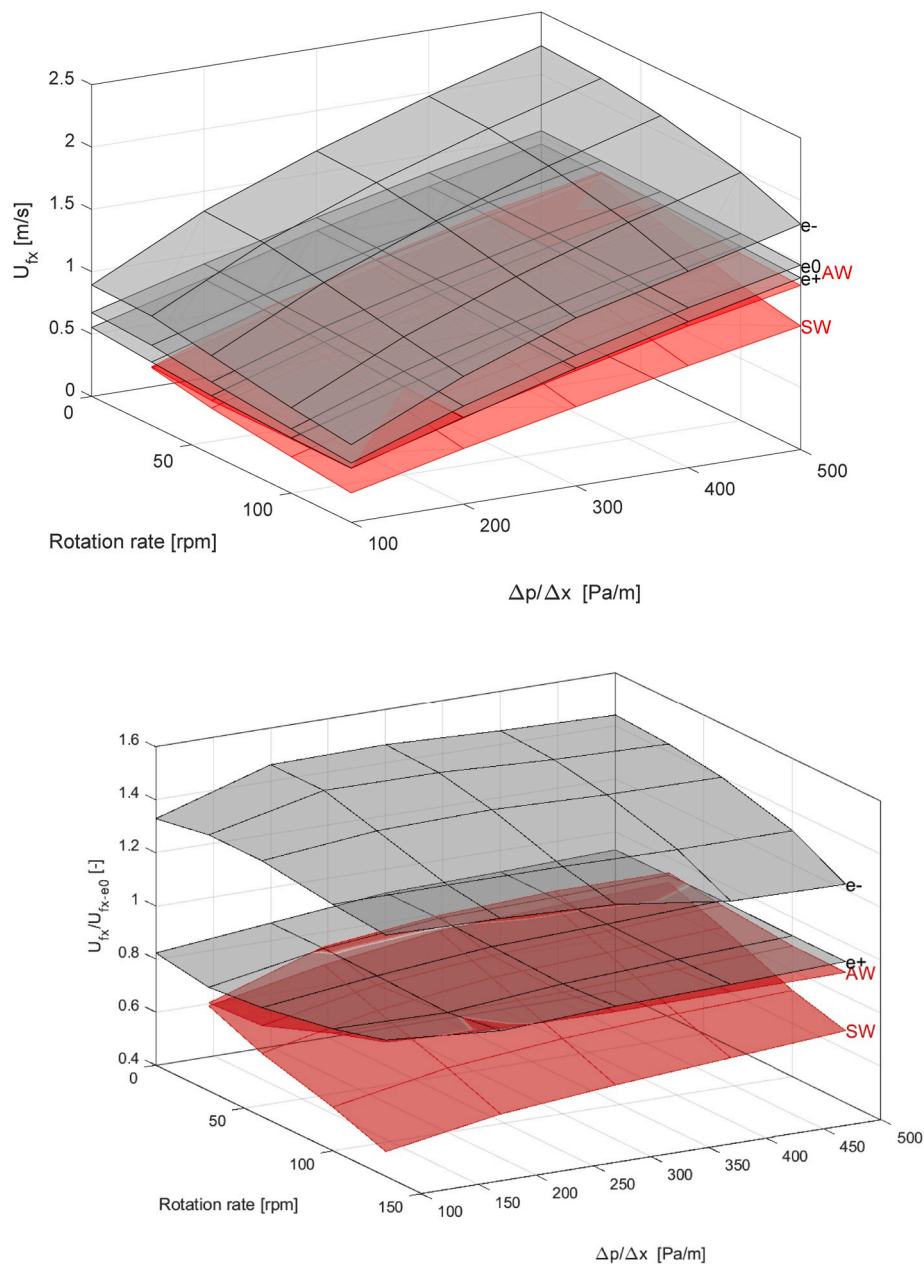 2.5
2
1.5
1
0.5
0
U_fx [m/s]
e-
e0
e+
AW
SW
0
50
100
Rotation rate [rpm]
100
200
300
400
500
Δp/Δx [Pa/m]
1.6
1.4
1.2
1
0.8
0.6
0.4
U_fx/U_fx-e0 [-]
e-
e+
AW
SW
0
50
100
150
Rotation rate [rpm]
100
150
200
250
300
350
400
450
500
Δp/Δx [Pa/m]